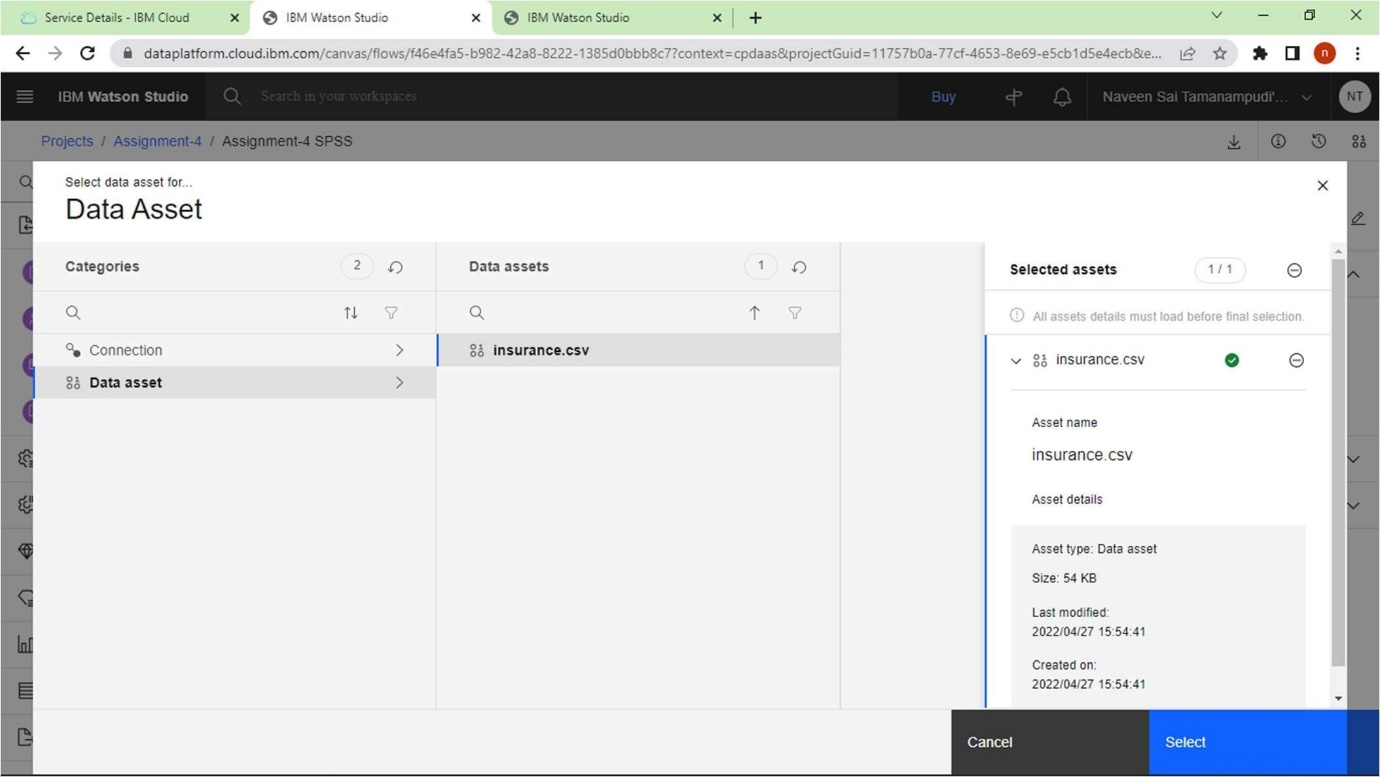 Service Details - IBM Cloud
IBM Watson Studio
IBM Watson Studio
dataplatform.cloud.ibm.com/canvas/flows/f46e4fa5-b982-42a8-8222-1385d0bbb8c7?context=cpdaas&projectGuid=11757b0a-77cf-4653-8e69-e5cb1d5e4ecb&e...
n
IBM Watson Studio
Search in your workspaces
Buy
Naveen Sai Tamanampudi'...
NT
Projects / Assignment-4 / Assignment-4 SPSS
Select data asset for...
Data Asset
Categories
2
Data assets
1
Selected assets
1 / 1
All assets details must load before final selection.
Connection
Data asset
insurance.csv
insurance.csv
Asset name
insurance.csv
Asset details
Asset type: Data asset
Size: 54 KB
Last modified:
2022/04/27 15:54:41
Created on:
2022/04/27 15:54:41
Cancel
Select